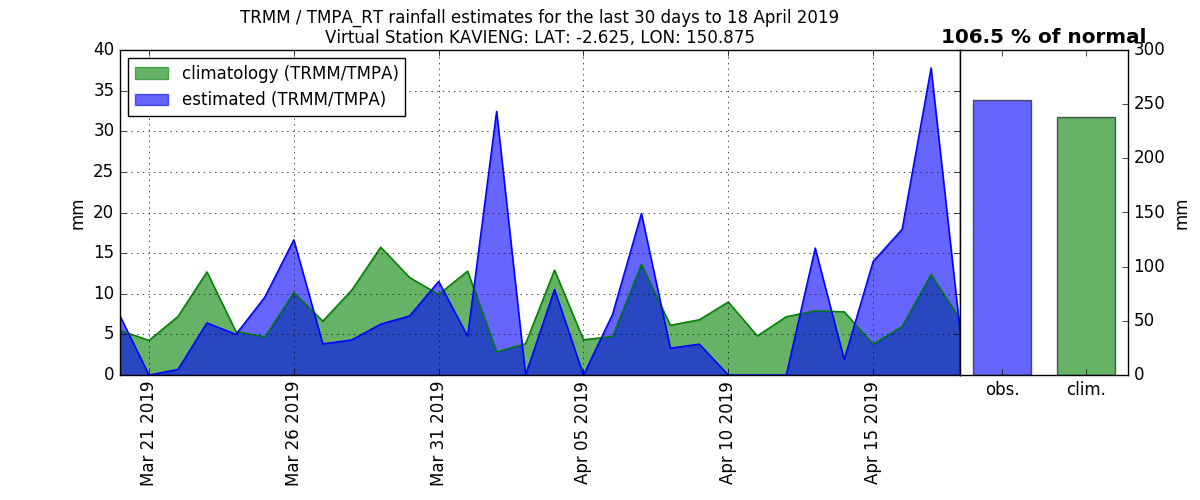 TRMM / TMPA_RT rainfall estimates for the last 30 days to 18 April 2019
Virtual Station KAVIENG: LAT: -2.625, LON: 150.875
106.5 % of normal
climatology (TRMM/TMPA)
estimated (TRMM/TMPA)
mm
40
35
30
25
20
15
10
5
0
Mar 21 2019
Mar 26 2019
Mar 31 2019
Apr 05 2019
Apr 10 2019
Apr 15 2019
300
250
200
150
100
50
0
mm
obs.
clim.